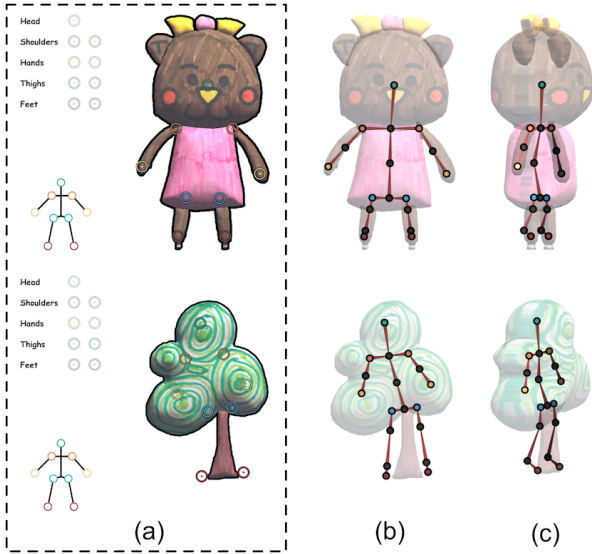 Head
Shoulders
Hands
Thighs
Feet
Head
Shoulders
Hands
Thighs
Feet
(a)
(b)
(c)